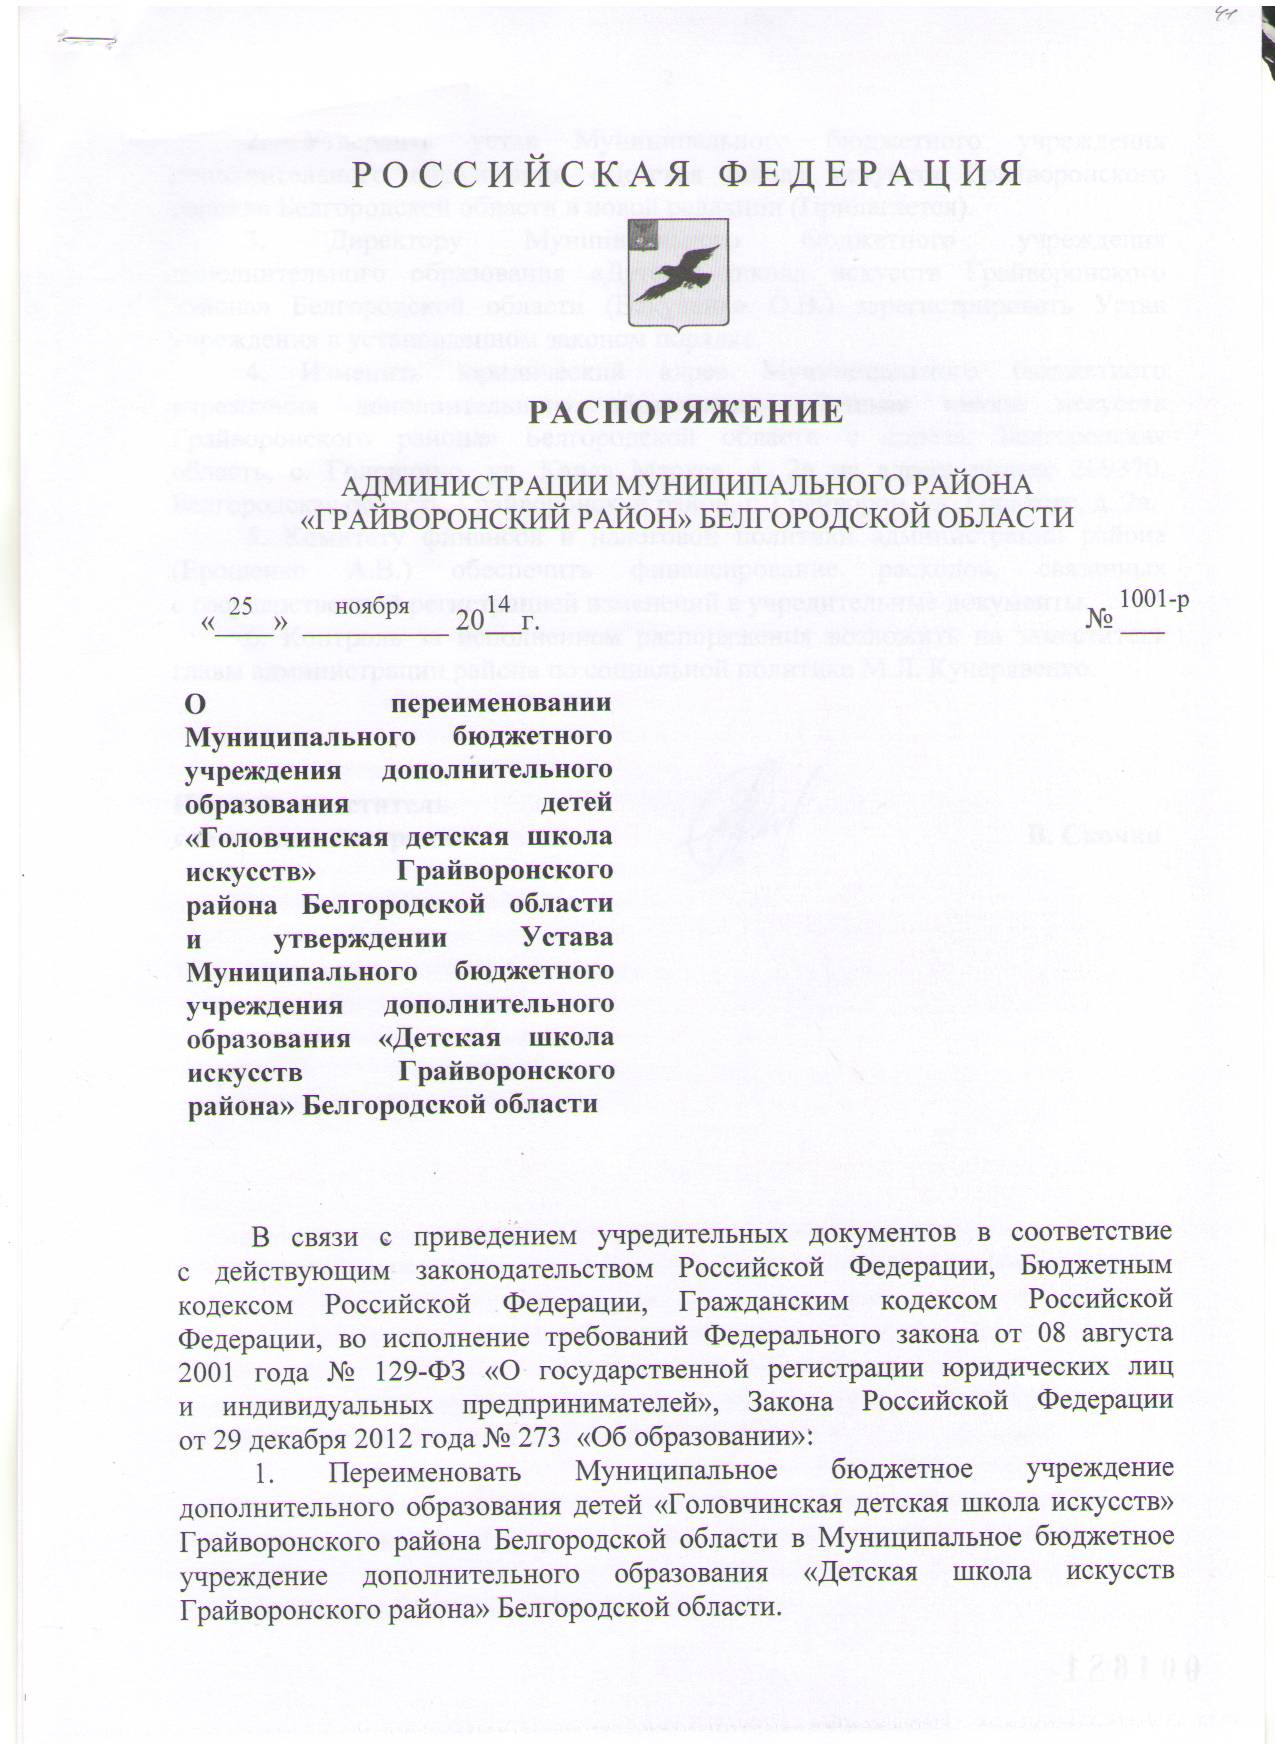 41
РОССИЙСКАЯ ФЕДЕРАЦИЯ
РАСПОРЯЖЕНИЕ
АДМИНИСТРАЦИИ МУНИЦИПАЛЬНОГО РАЙОНА
«ГРАЙВОРОНСКИЙ РАЙОН» БЕЛГОРОДСКОЙ ОБЛАСТИ
« 25 » ноября 20 14 г. № 1001-р
О переименовании
Муниципального бюджетного
учреждения дополнительного
образования детей
«Головчинская детская школа
искусств» Грайворонского
района Белгородской области
и утверждении Устава
Муниципального бюджетного
учреждения дополнительного
образования «Детская школа
искусств Грайворонского
района» Белгородской области
В связи с приведением учредительных документов в соответствие
с действующим законодательством Российской Федерации, Бюджетным
кодексом Российской Федерации, Гражданским кодексом Российской
Федерации, во исполнение требований Федерального закона от 08 августа
2001 года № 129-ФЗ «О государственной регистрации юридических лиц
и индивидуальных предпринимателей», Закона Российской Федерации
от 29 декабря 2012 года № 273 «Об образовании»:
1. Переименовать Муниципальное бюджетное учреждение
дополнительного образования детей «Головчинская детская школа искусств»
Грайворонского района Белгородской области в Муниципальное бюджетное
учреждение дополнительного образования «Детская школа искусств
Грайворонского района» Белгородской области.